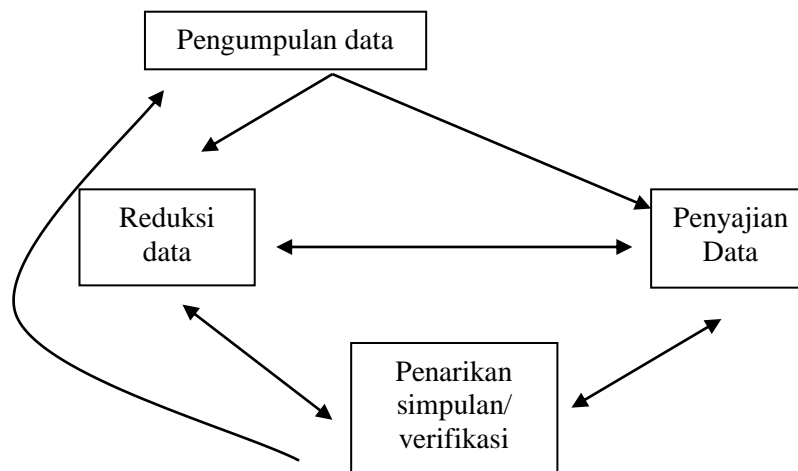 Pengumpulan data
Reduksi
data
Penyajian
Data
Penarikan
simpulan/
verifikasi